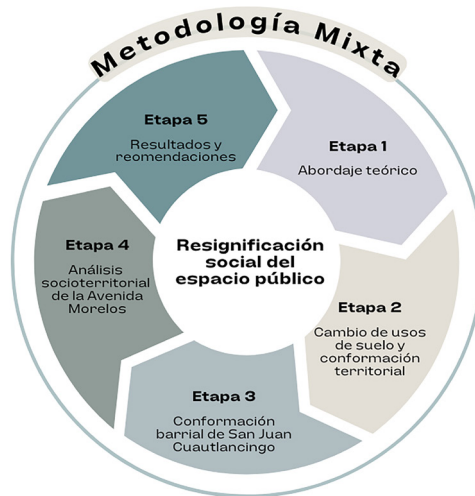 Metodología Mixta
Etapa 1
Abordaje teórico
Etapa 2
Cambio de usos
de suelo y
conformación
territorial
Etapa 3
Conformación
barrial de San Juan
Cuautlancingo
Etapa 4
Análisis
socioterritorial
de la Avenida
Morelos
Etapa 5
Resultados y
reomendaciones
Resignificación
social del
espacio público